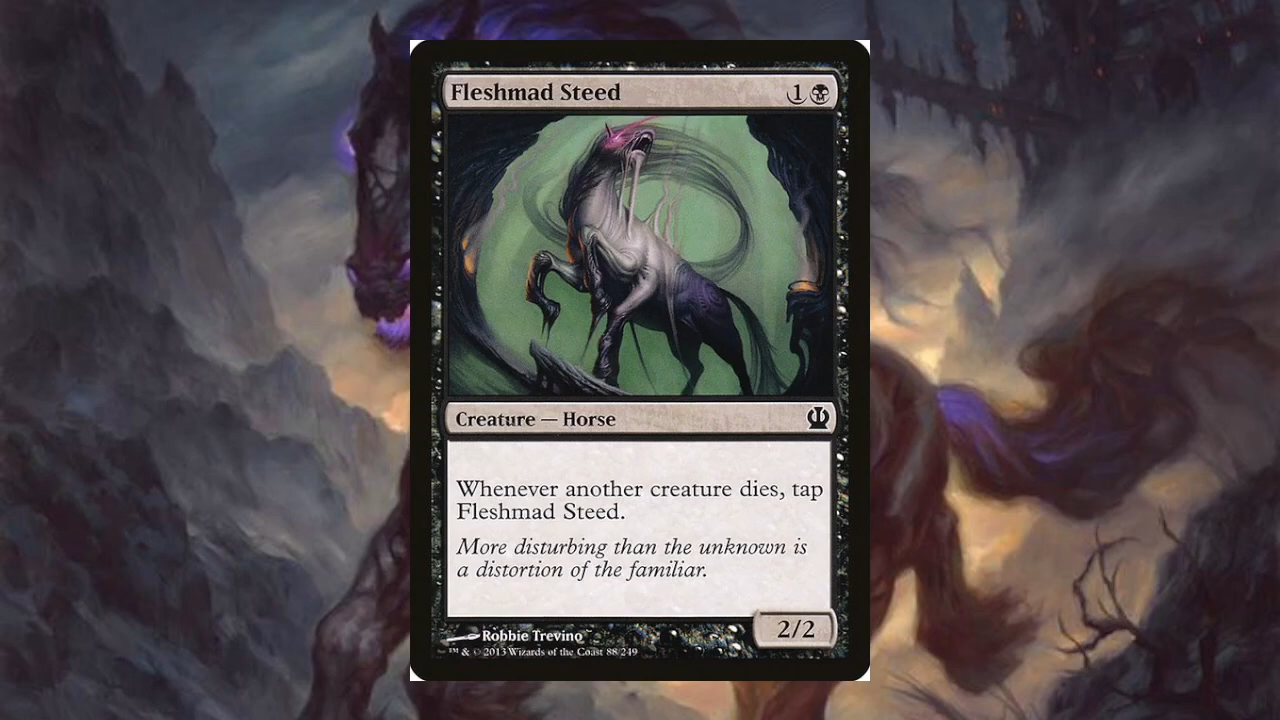 Fleshmad Steed 1
Creature — Horse
Whenever another creature dies, tap
Fleshmad Steed.
More disturbing than the unknown is
a distortion of the familiar.
2/2
Robbie Trevino
™ & © 2013 Wizards of the Coast 88/249